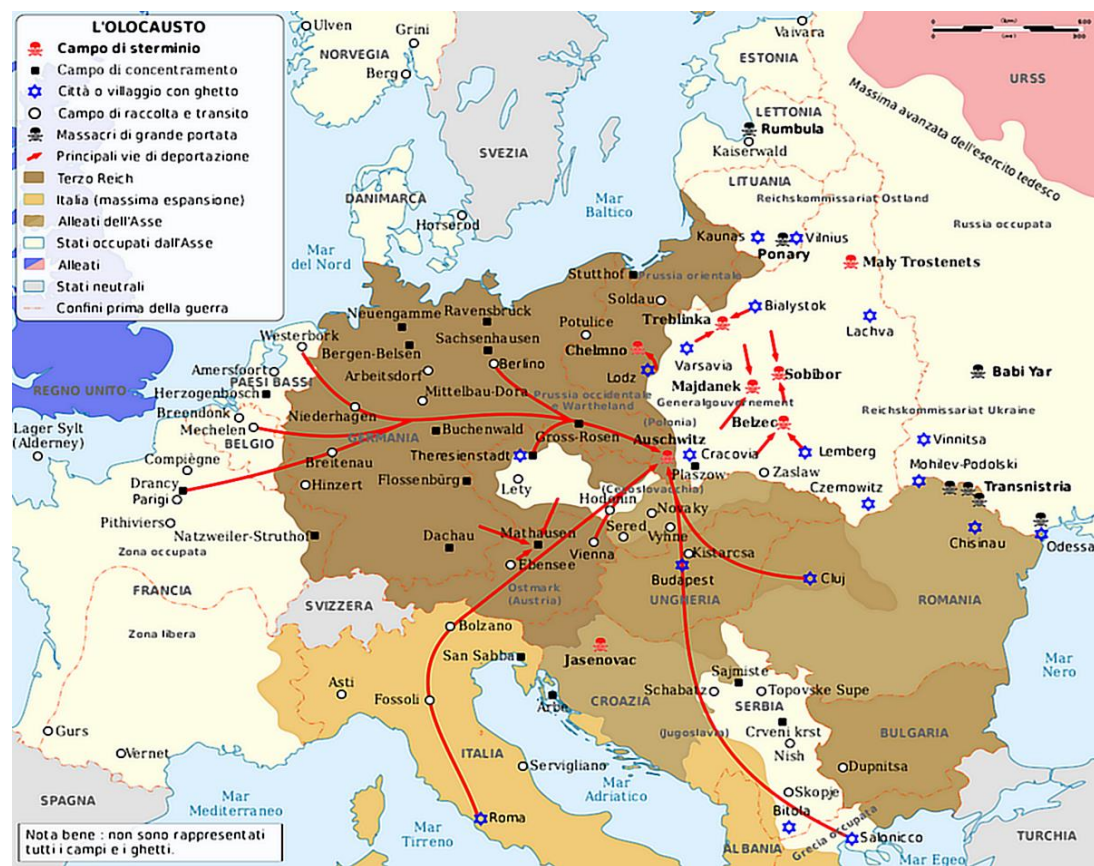 L'OLOCAUSTO
Campo di sterminio
Campo di concentramento
Città o villaggio con ghetto
Campo di raccolta e transito
Massacri di grande portata
Principali vie di deportazione
Terzo Reich
Italia (massima espansione)
Alleati dell'Asse
Stati occupati dall'Asse
Alleati
Stati neutrali
Confini prima della guerra
Ulven
Grini
NORVEGIA
Berg
SVEZIA
Vaivara
ESTONIA
(km) 500
300
URSS
Massima avanzata dell'esercito tedesco
LETTONIA
Rumbula
Kaiserwald
LITUANIA
Reichskommissariat Ostland
Russia occupata
DANIMARCA
Horserod
Mar
Baltico
Mar
del Nord
Kaunas
Vilnius
Ponary
Maly Trostenets
Stutthof
Prussia orientale
Soldau
Bialystok
Treblinka
Lachva
Neuengamme
Ravensbruck
Sachsenhausen
Potulice
Westerbork
Bergen-Belsen
Berlino
Chelmno
Varsavia
Sobibor
Babi Yar
Amersfoort
PAESI BASSI
Arbeitsdorf
Lodz
REGNO UNITO
Herzogenbosch
Mittelbau-Dora
Majdanek
Generalgouvernement
Prussia occidentale
e Wartheland
Reichskommissariat Ukraine
Breondonk
Niederhagen
Belzec
(Polonia)
Lager Sylt
(Alderney)
Mechelen
BELGIO
GERMANIA
Buchenwald
Gross-Rosen
Auschwitz
Vinnitsa
Compiègne
Breitenau
Theresienstadt
Cracovia
Lemberg
Mohilev-Podolski
Drancy
Parigi
Hinzert
Flossenbürg
Lety
Plaszow
Zaslaw
Transnistria
(Cecoslovacchia)
Hodonin
Novaky
Czernowitz
Pithiviers
Zona occupata
Natzweiler-Struthof
Dachau
Mathausen
Sered
Vyhne
Chisinau
Odessa
Vienna
Kistarcsa
Ebensee
Budapest
Cluj
FRANCIA
SVIZZERA
Ostmark
(Austria)
UNGHERIA
ROMANIA
Zona libera
Bolzano
San Sabba
Jasenovac
Mar
Nero
Asti
Fossoli
Arbe
CROAZIA
Sajmiste
Schabatz
Topovske Supe
SERBIA
Gurs
Crveni krst
(Jugoslavia)
BULGARIA
Vernet
ITALIA
Nish
Servigliano
Dupnitsa
SPAGNA
Mar
Mediterraneo
Mar
Adriatico
Skopje
Mar
Tirreno
Roma
Bitola
TURCHIA
Grecia occupata
Salonicco
ALBANIA
Mar Egeo
Nota bene : non sono rappresentati
tutti i campi e i ghetti.